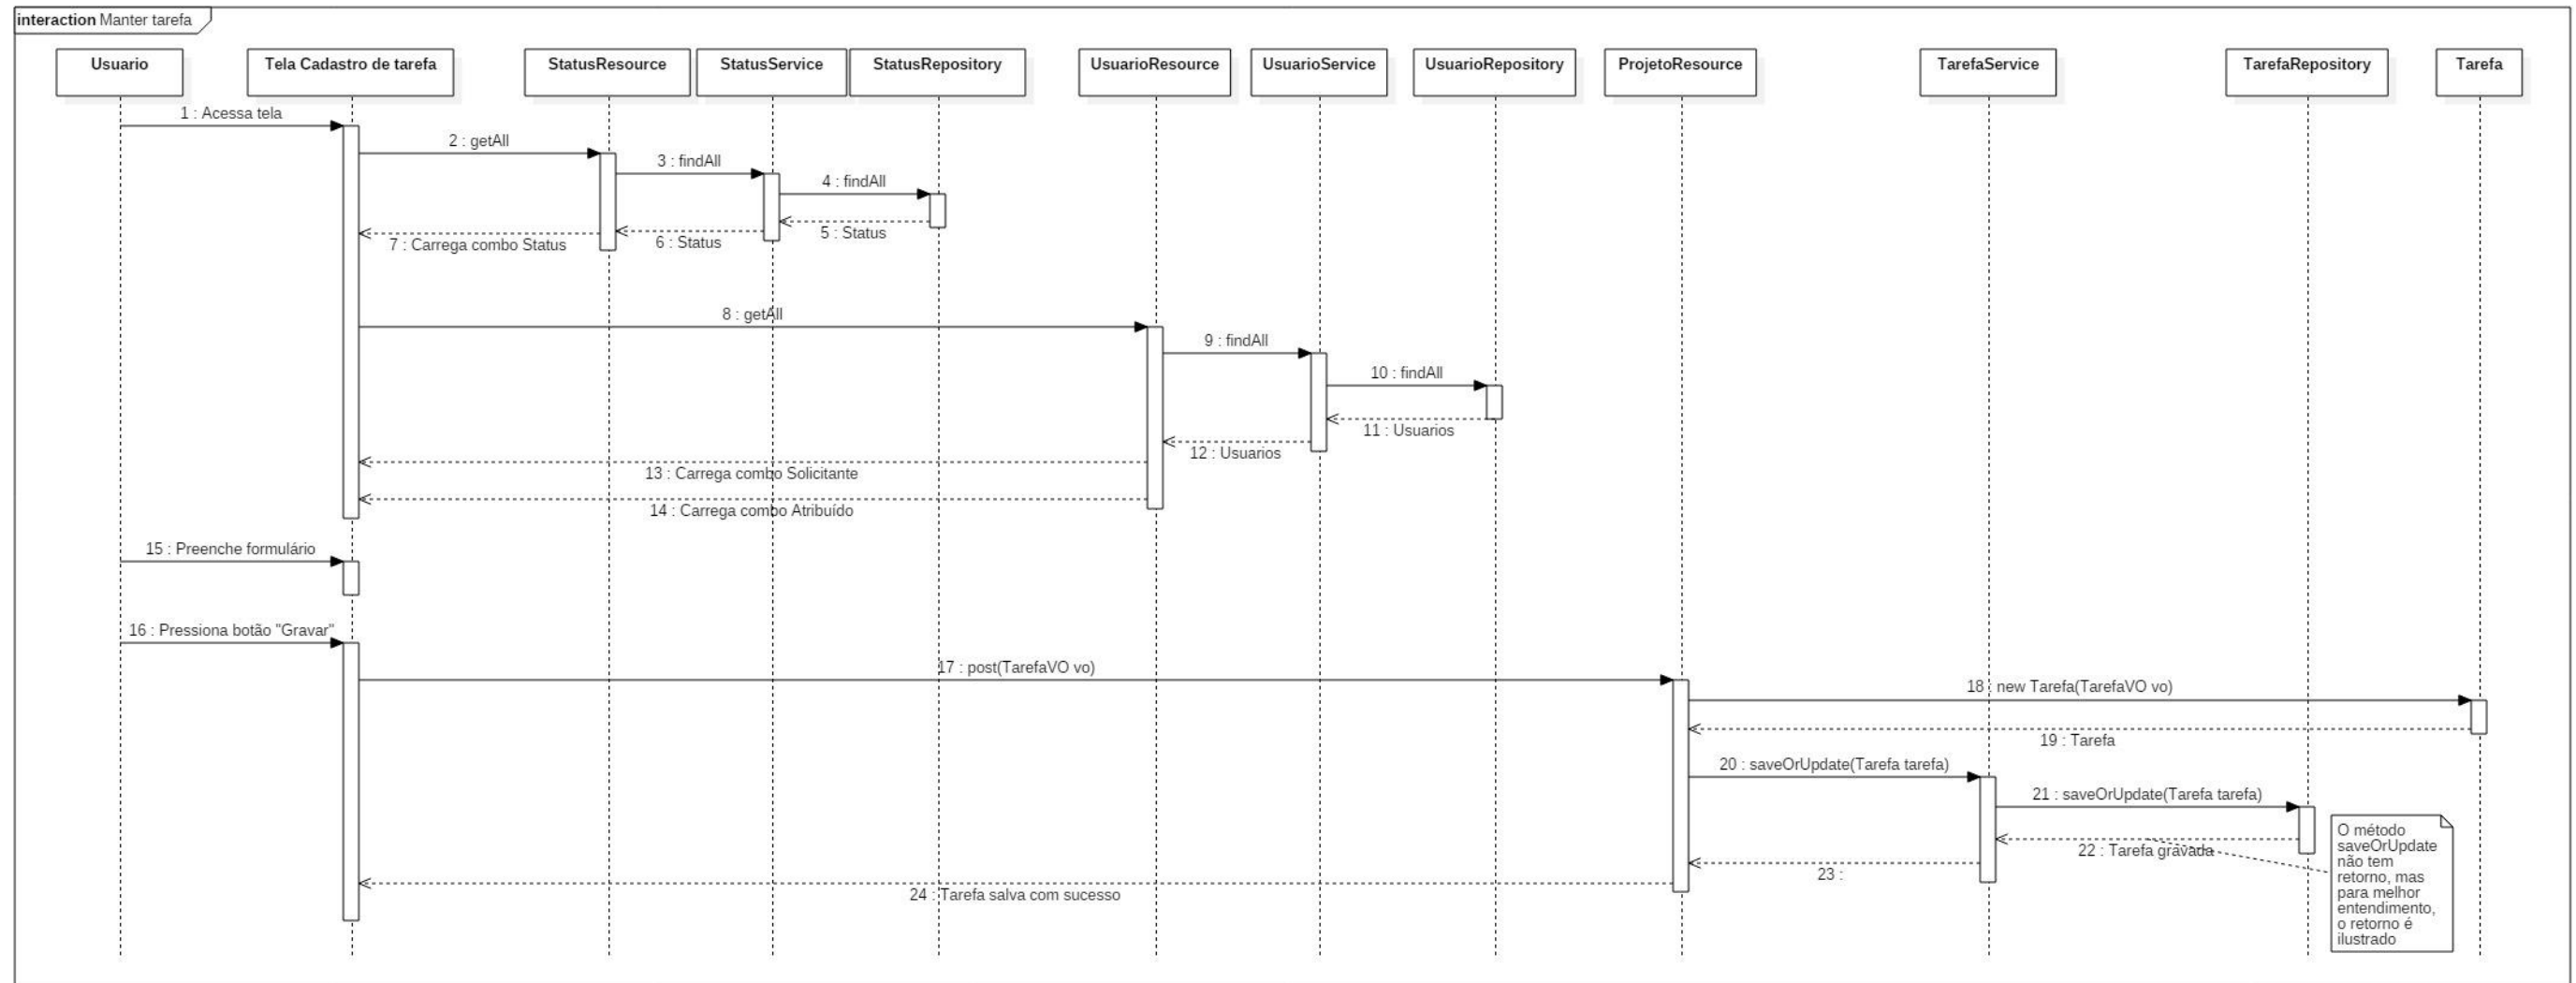 interaction Manter tarefa
Usuario
Tela Cadastro de tarefa
StatusResource
StatusService
StatusRepository
UsuarioResource
UsuarioService
UsuarioRepository
ProjetoResource
TarefaService
TarefaRepository
Tarefa
1 : Acessa tela
2 : getAll
3 : findAll
4 : findAll
5 : Status
6 : Status
7 : Carrega combo Status
8 : getAll
9 : findAll
10 : findAll
11 : Usuarios
12 : Usuarios
13 : Carrega combo Solicitante
14 : Carrega combo Atribuído
15 : Preenche formulário
16 : Pressiona botão "Gravar"
17 : post(TarefaVO vo)
18 : new Tarefa(TarefaVO vo)
19 : Tarefa
20 : saveOrUpdate(Tarefa tarefa)
21 : saveOrUpdate(Tarefa tarefa)
22 : Tarefa gravada
23 :
24 : Tarefa salva com sucesso
O método
saveOrUpdate
não tem
retorno, mas
para melhor
entendimento,
o retorno é
ilustrado